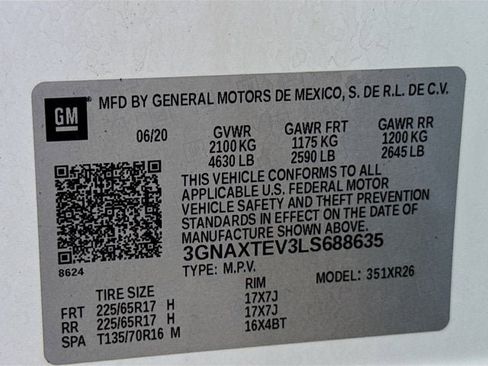 GM MFD BY GENERAL MOTORS DE MEXICO, S. DE R.L. DE C.V.
06/20 GVWR GAWR FRT GAWR RR
2100 KG 1175 KG 1200 KG
4630 LB 2590 LB 2645 LB
THIS VEHICLE CONFORMS TO ALL
APPLICABLE U.S. FEDERAL MOTOR
VEHICLE SAFETY AND THEFT PREVENTION
STANDARDS IN EFFECT ON THE DATE OF
MANUFACTURE SHOWN ABOVE.
3GNAXTEV3LS688635
8624 TYPE: M.P.V. MODEL: 351XR26
TIRE SIZE RIM
FRT 225/65R17 H 17X7J
RR 225/65R17 H 17X7J
SPA T135/70R16 M 16X4BT